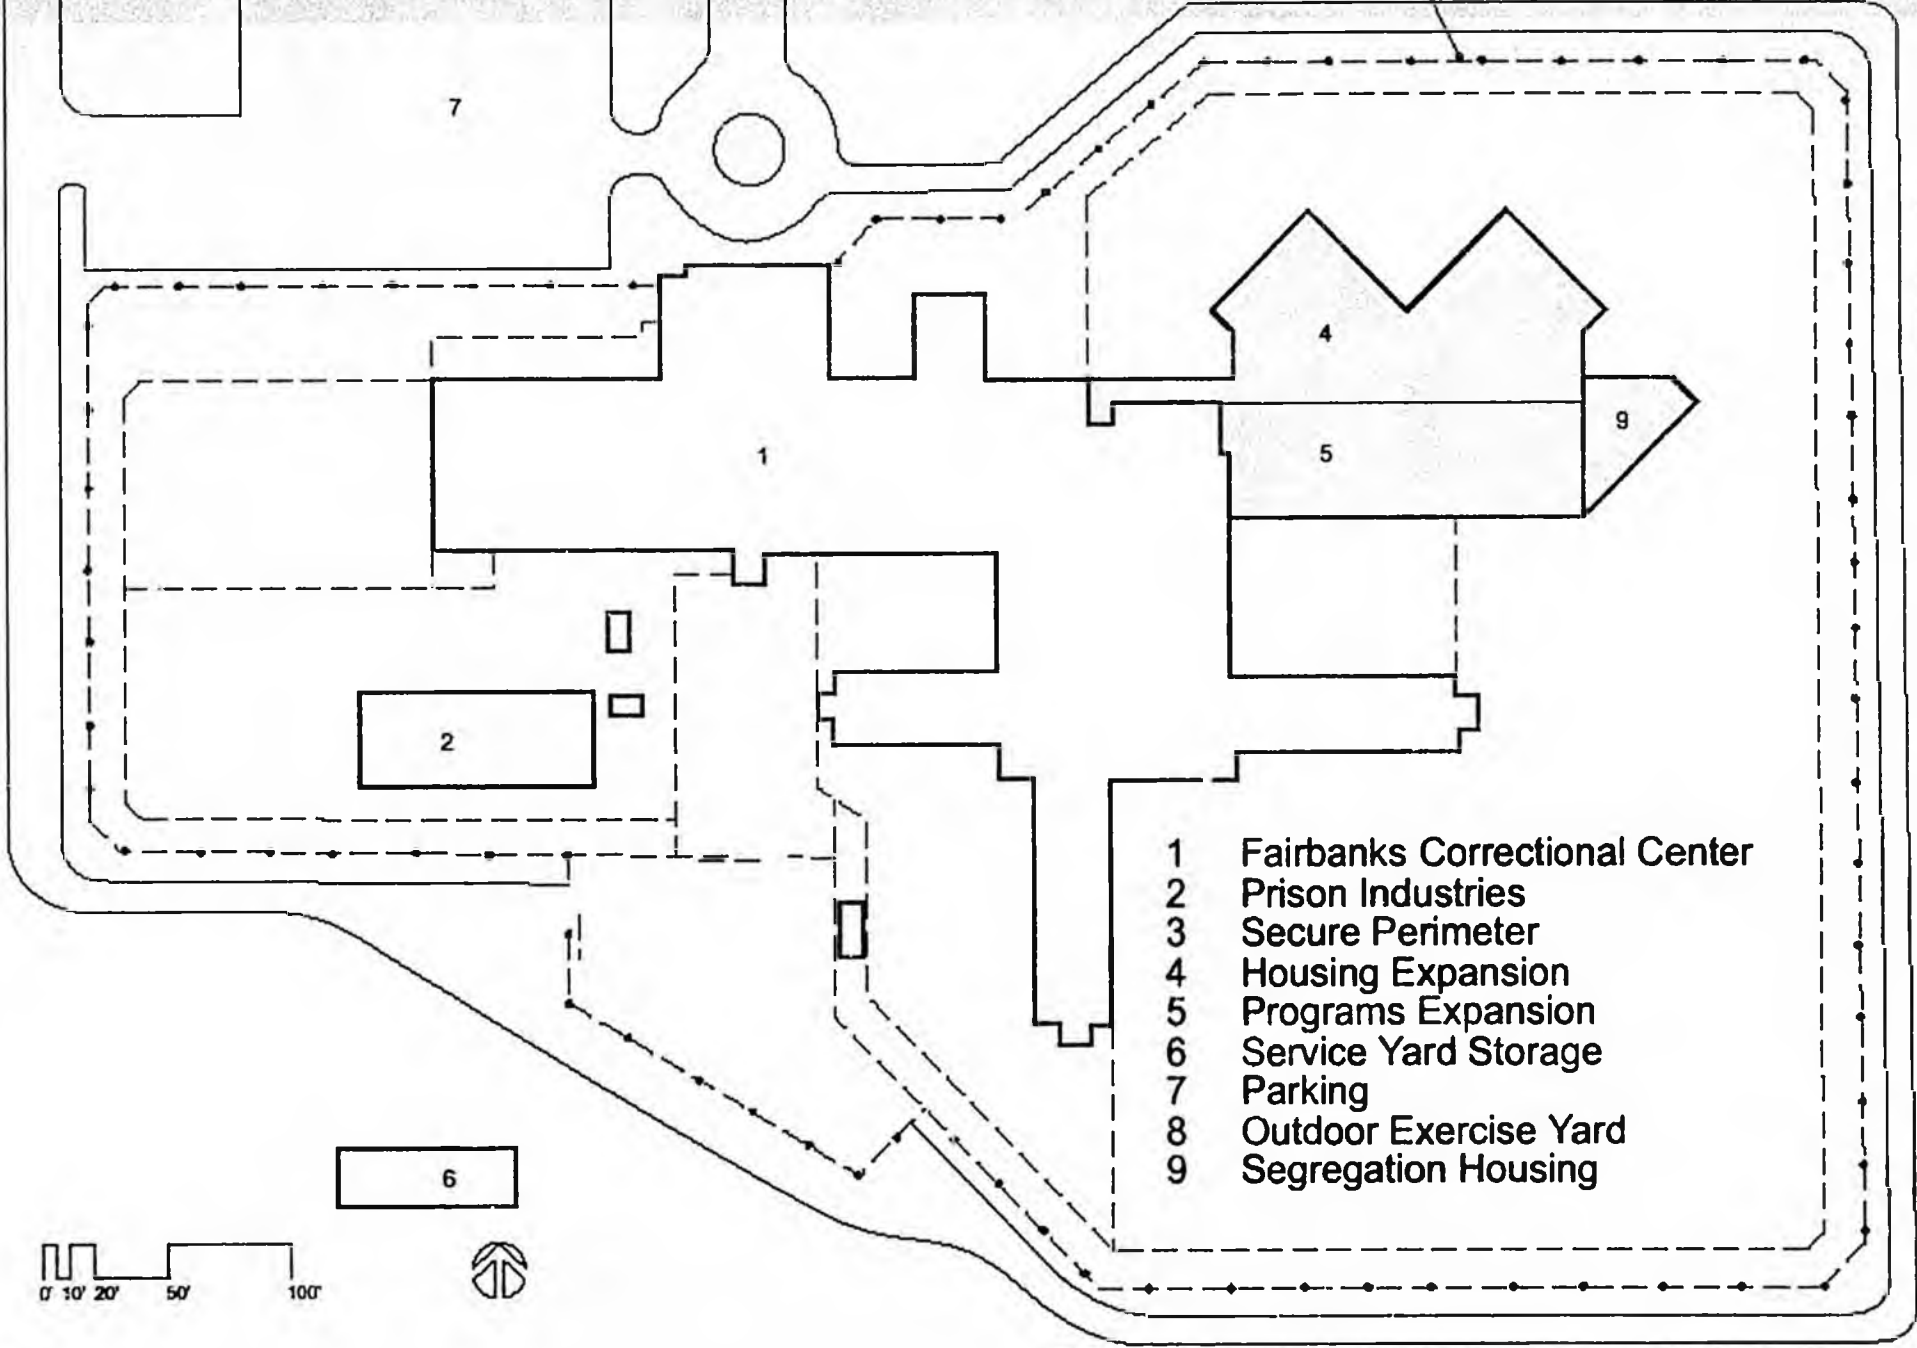 7
4
9
1
5
2
1 Fairbanks Correctional Center
2 Prison Industries
3 Secure Perimeter
4 Housing Expansion
5 Programs Expansion
6 Service Yard Storage
7 Parking
8 Outdoor Exercise Yard
9 Segregation Housing
6
0' 10' 20' 50' 100'